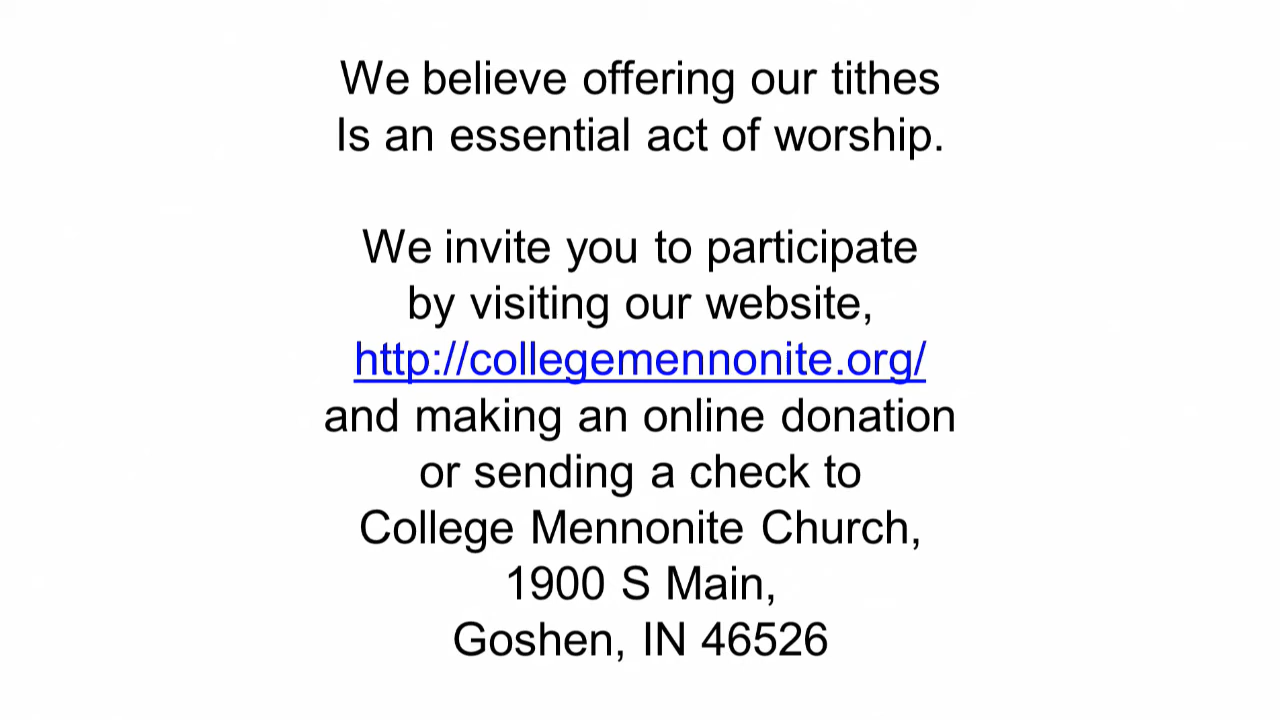 We believe offering our tithes
Is an essential act of worship.
We invite you to participate
by visiting our website,
http://collegemennonite.org/
and making an online donation
or sending a check to
College Mennonite Church,
1900 S Main,
Goshen, IN 46526